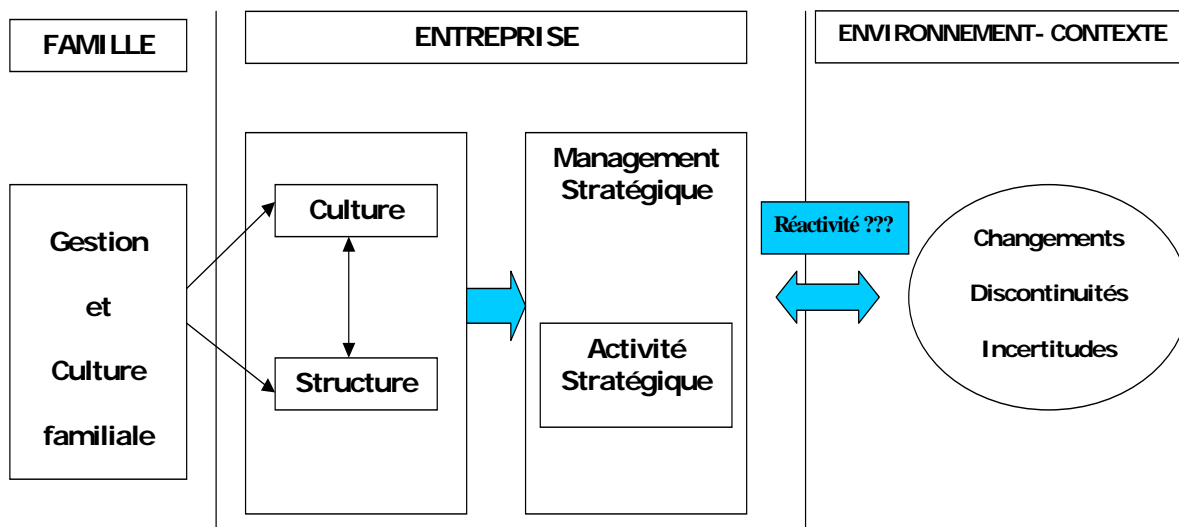 FAMILLE
ENTREPRISE
ENVIRONNEMENT- CONTEXTE
Gestion
et
Culture
familiale
Culture
Structure
Management
Stratégique
Activité
Stratégique
Réactivité ???
Changements
Discontinuités
Incertitudes